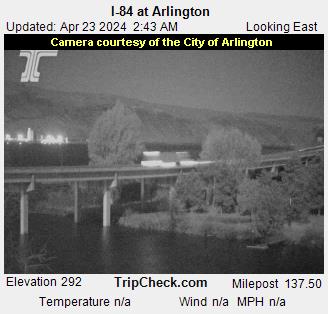 I-84 at Arlington
Updated: Apr 23 2024 2:43 AM Looking East
Camera courtesy of the City of Arlington
Elevation 292 TripCheck.com Milepost 137.50
Temperature n/a Wind n/a MPH n/a